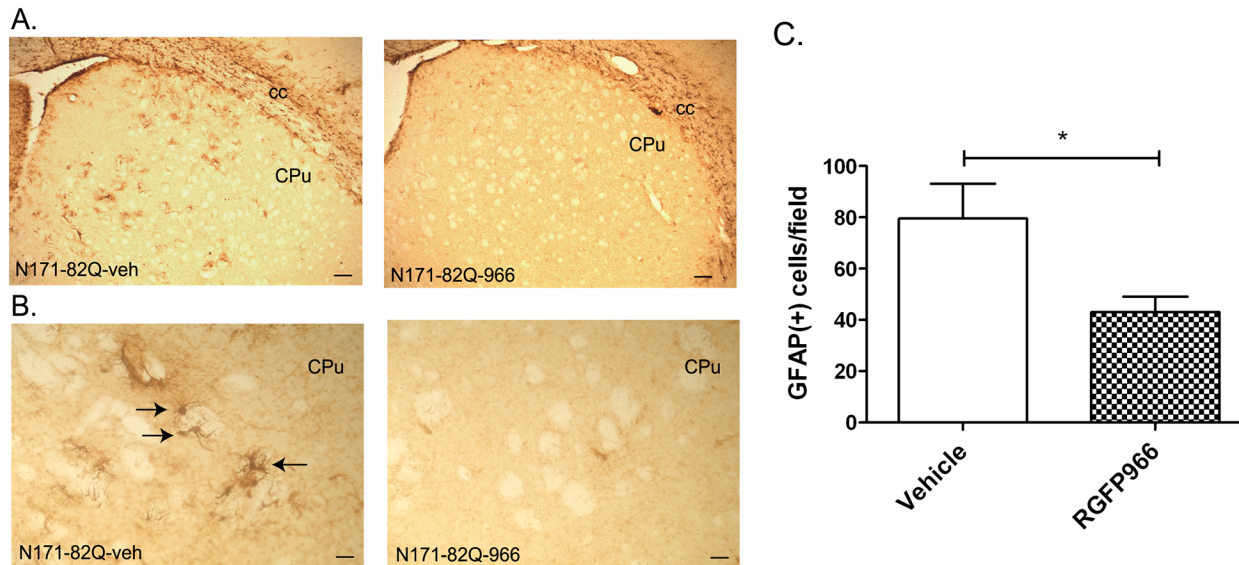 A.
cc
CPu
N171-82Q-veh
cc
CPu
N171-82Q-966
B.
CPu
N171-82Q-veh
CPu
N171-82Q-966
C.
*
GFAP(+) cells/field
100
80
60
40
20
0
Vehicle
RGFP966